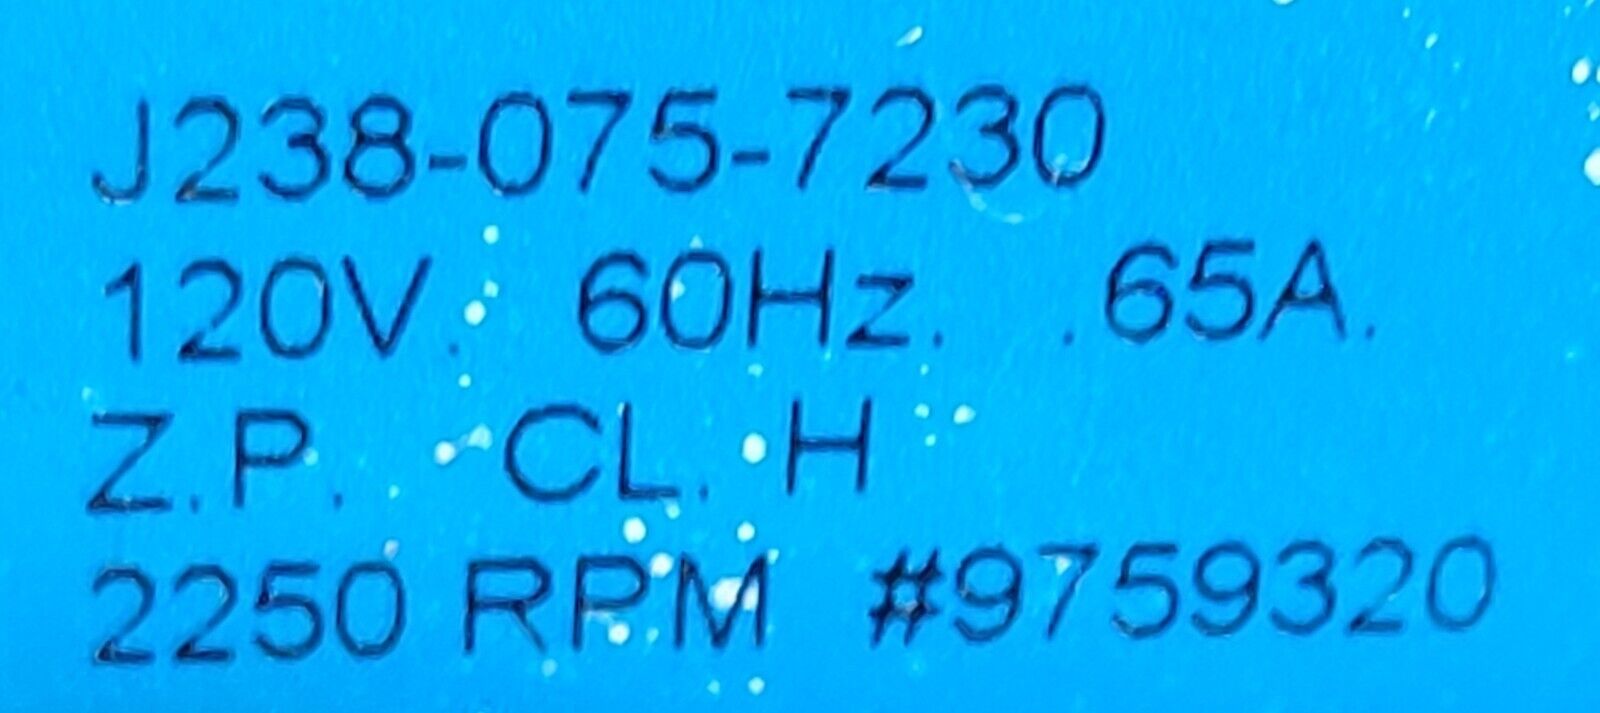 J238-075-7230
120V. 60Hz. .65A.
Z.P. CL. H
2250 RPM #9759320